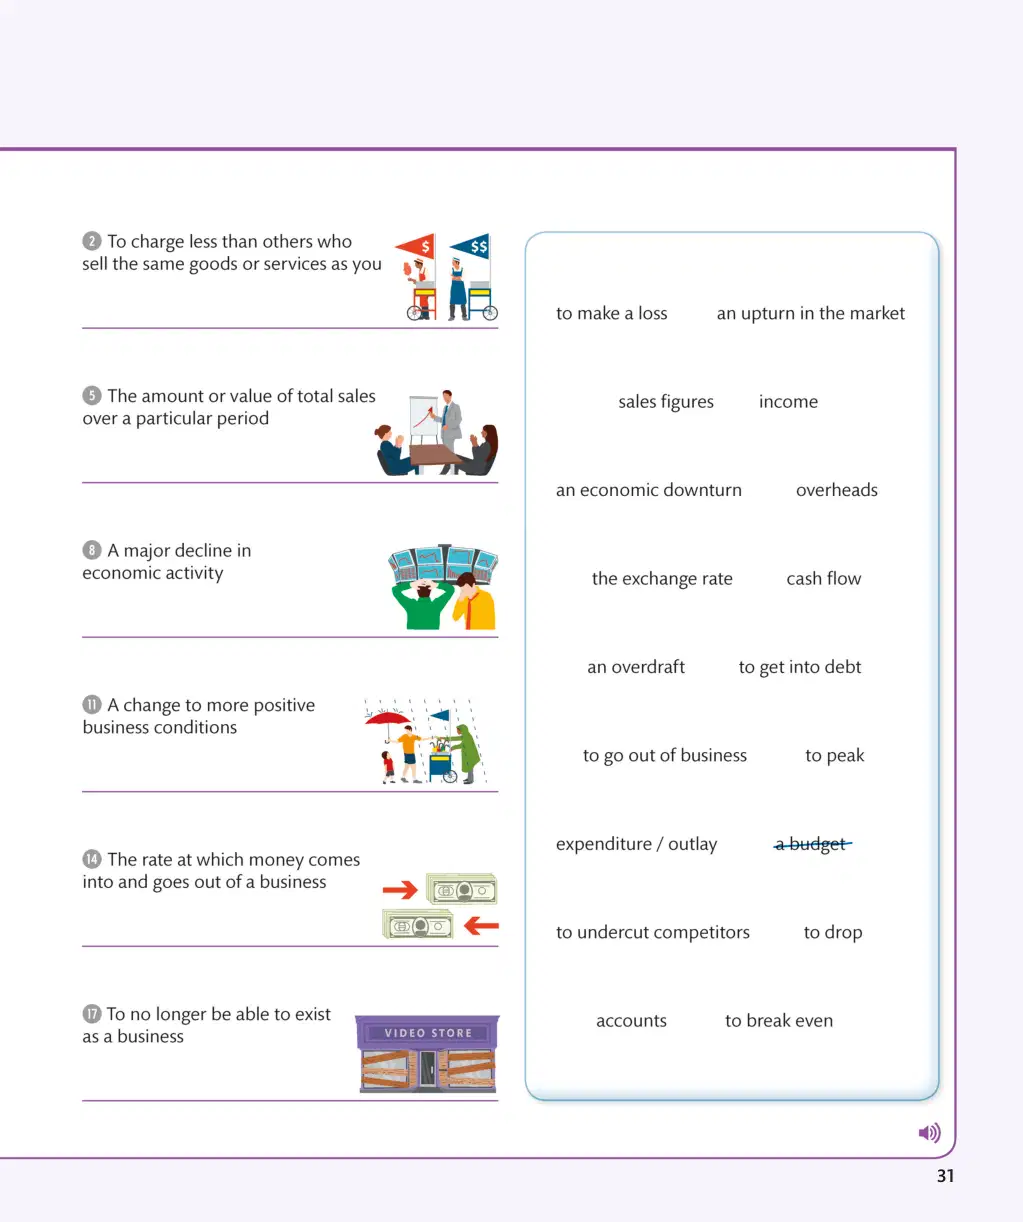 2 To charge less than others who
sell the same goods or services as you
$
$$
5 The amount or value of total sales
over a particular period
8 A major decline in
economic activity
11 A change to more positive
business conditions
14 The rate at which money comes
into and goes out of a business
17 To no longer be able to exist
as a business
VIDEO STORE
to make a loss an upturn in the market
sales figures income
an economic downturn overheads
the exchange rate cash flow
an overdraft to get into debt
to go out of business to peak
expenditure / outlay a budget
to undercut competitors to drop
accounts to break even
31